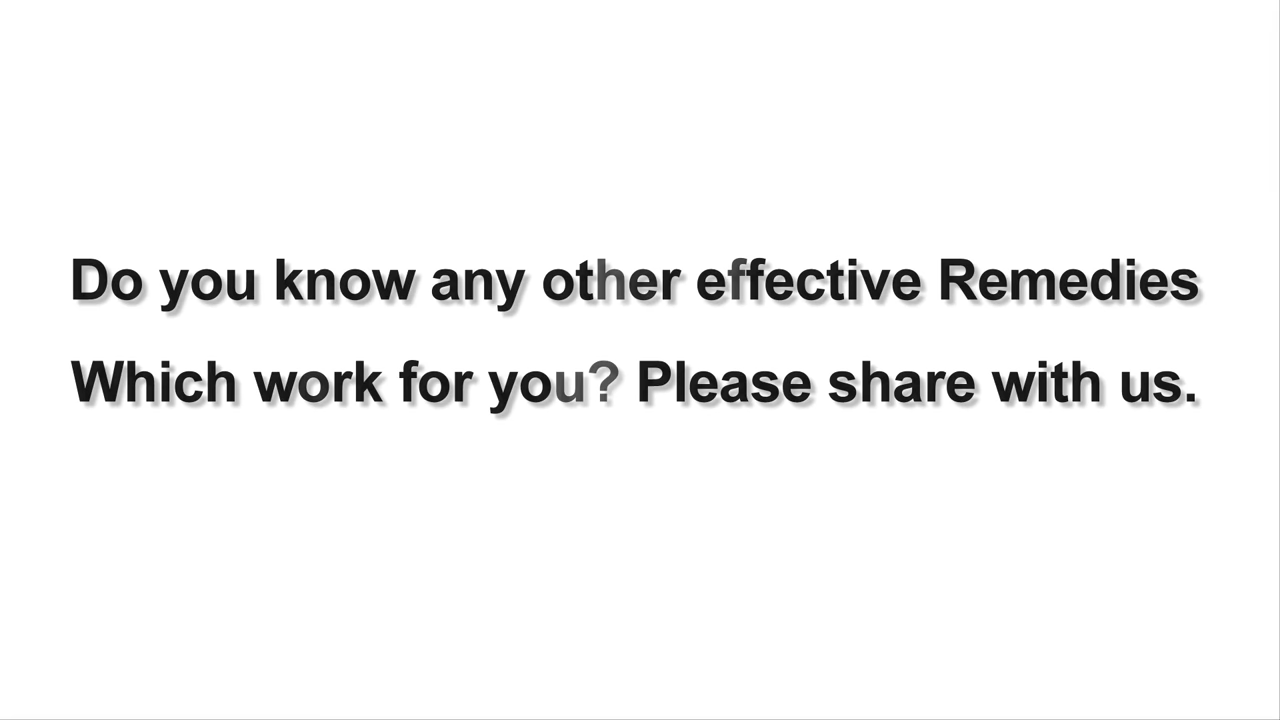 Do you know any other effective Remedies
Which work for you? Please share with us.